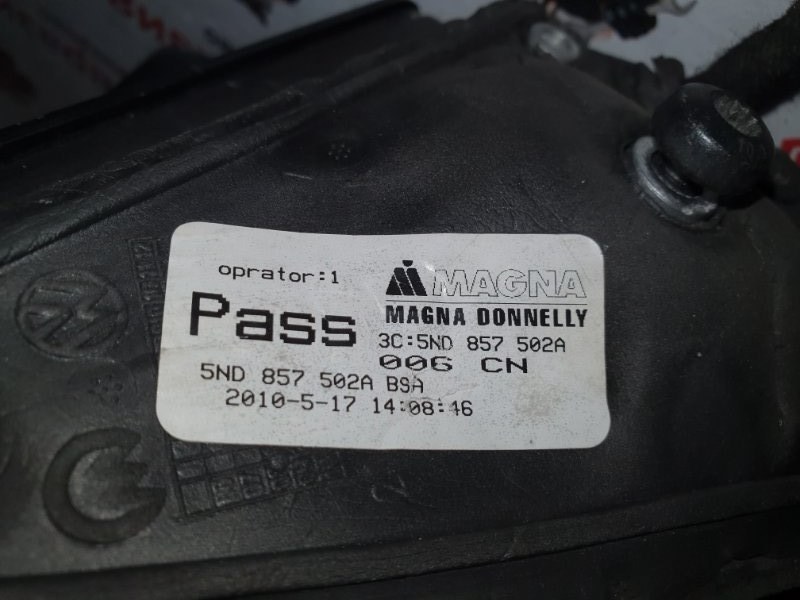 oprator:1
MAGNA
Pass
MAGNA DONNELLY
3C:5ND 857 502A
006 CN
5ND 857 502A BSA
2010-5-17 14:08:46